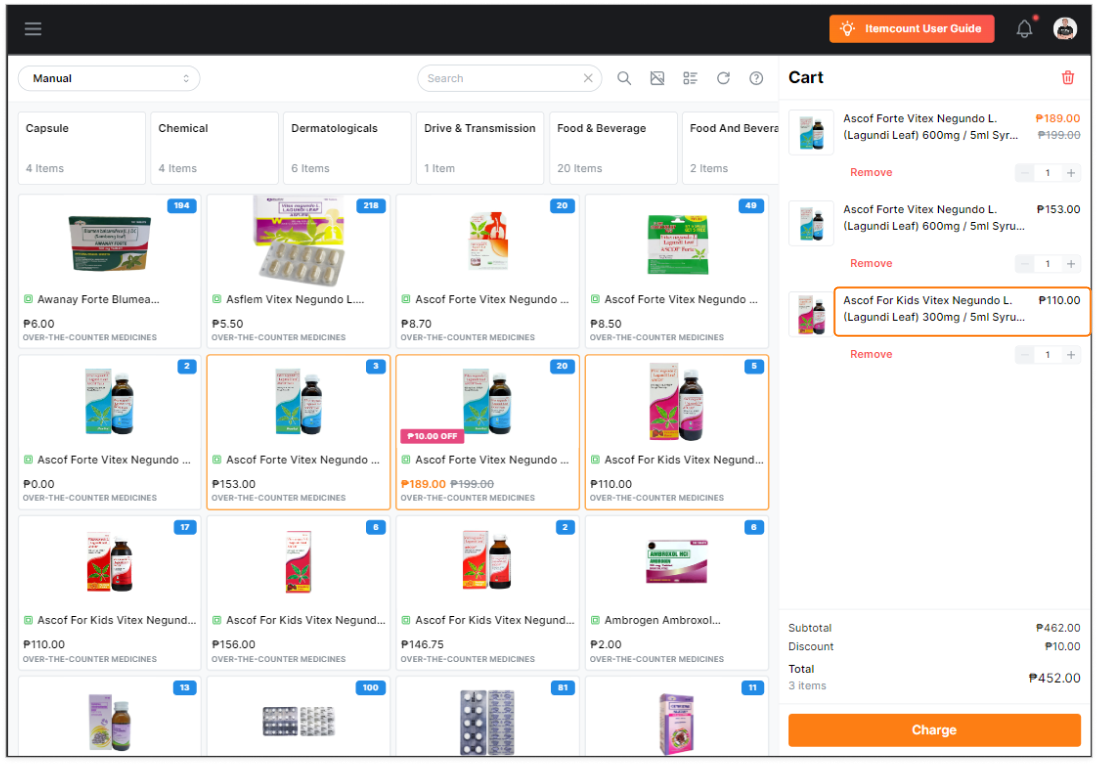 Itemcount User Guide
Manual
Search
Cart
Capsule
4 Items
Chemical
4 Items
Dermatologicals
6 Items
Drive & Transmission
1 Item
Food & Beverage
20 Items
Food And Bevera
2 Items
194
Awanay Forte Blumea...
₱6.00
OVER-THE-COUNTER MEDICINES
218
Asflem Vitex Negundo L....
₱5.50
OVER-THE-COUNTER MEDICINES
20
Ascof Forte Vitex Negundo ...
₱8.70
OVER-THE-COUNTER MEDICINES
49
Ascof Forte Vitex Negundo ...
₱8.50
OVER-THE-COUNTER MEDICINES
2
Ascof Forte Vitex Negundo ...
₱0.00
OVER-THE-COUNTER MEDICINES
3
Ascof Forte Vitex Negundo ...
₱153.00
OVER-THE-COUNTER MEDICINES
20
₱10.00 OFF
Ascof Forte Vitex Negundo ...
₱189.00 ₱199.00
OVER-THE-COUNTER MEDICINES
5
Ascof For Kids Vitex Negund...
₱110.00
OVER-THE-COUNTER MEDICINES
17
Ascof For Kids Vitex Negund...
₱110.00
OVER-THE-COUNTER MEDICINES
6
Ascof For Kids Vitex Negund...
₱156.00
OVER-THE-COUNTER MEDICINES
2
Ascof For Kids Vitex Negund...
₱146.75
OVER-THE-COUNTER MEDICINES
6
Ambrogen Ambroxol...
₱2.00
OVER-THE-COUNTER MEDICINES
13
100
81
11
Ascof Forte Vitex Negundo L. ₱189.00
(Lagundi Leaf) 600mg / 5ml Syr... ₱199.00
Remove
1
Ascof Forte Vitex Negundo L. ₱153.00
(Lagundi Leaf) 600mg / 5ml Syru...
Remove
1
Ascof For Kids Vitex Negundo L. ₱110.00
(Lagundi Leaf) 300mg / 5ml Syru...
Remove
1
Subtotal ₱462.00
Discount ₱10.00
Total ₱452.00
3 items
Charge